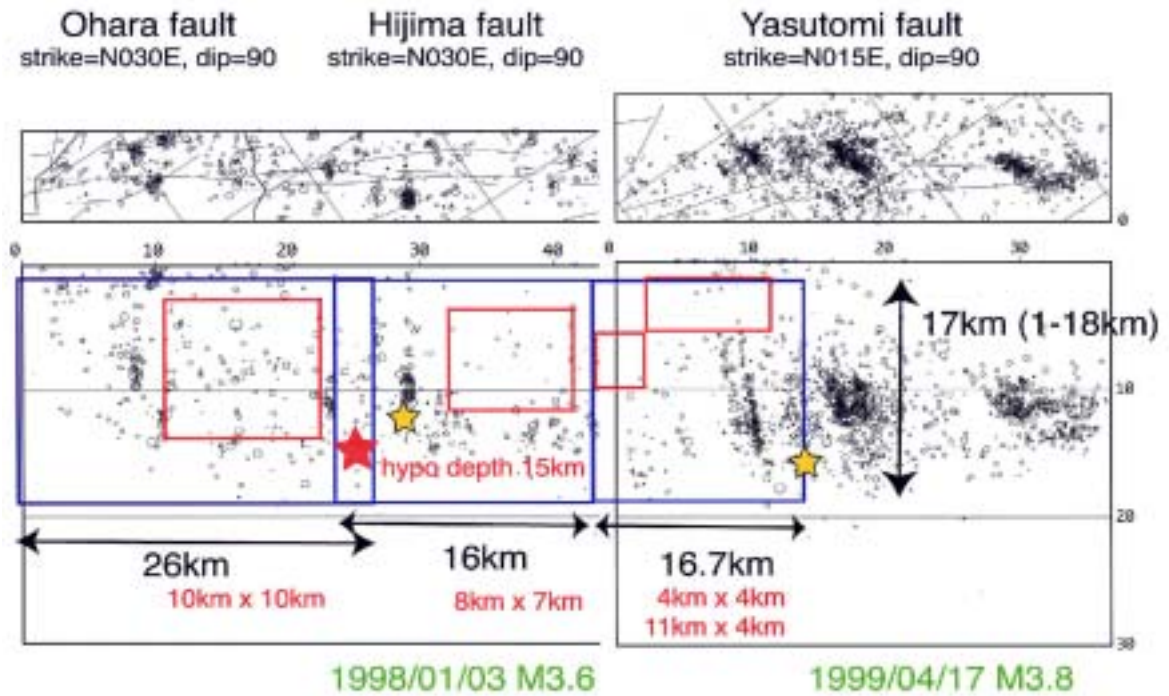 Ohara fault
strike=N030E, dip=90
Hijima fault
strike=N030E, dip=90
Yasutomi fault
strike=N015E, dip=90
0
0
10
20
30
40
0
10
20
30
17km (1-18km)
10
hypo depth 15km
20
26km
16km
16.7km
10km x 10km
8km x 7km
4km x 4km
11km x 4km
30
1998/01/03 M3.6
1999/04/17 M3.8